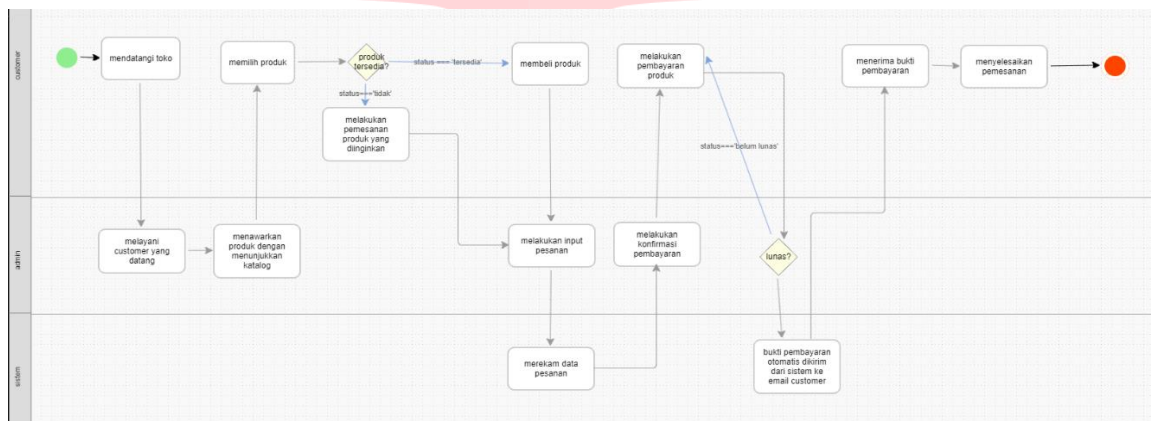 customer
mendatangi toko
memilih produk
produk
tersedia?
status === 'tersedia'
membeli produk
melakukan
pembayaran
produk
menerima bukti
pembayaran
menyelesaikan
pemesanan
status==='tidak'
melakukan
pemesanan
produk yang
diinginkan
status==='belum lunas'
admin
melayani
customer yang
datang
menawarkan
produk dengan
menunjukkan
katalog
melakukan input
pesanan
melakukan
konfirmasi
pembayaran
lunas?
sistem
merekam data
pesanan
bukti pembayaran
otomatis dikirim
dari sistem ke
email customer